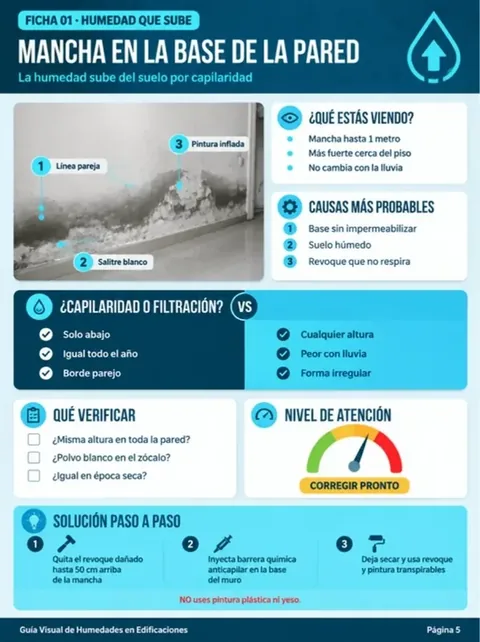 FICHA 01 · HUMEDAD QUE SUBE
MANCHA EN LA BASE DE LA PARED
La humedad sube del suelo por capilaridad
1 Línea pareja
3 Pintura inflada
2 Salitre blanco
¿QUÉ ESTÁS VIENDO?
Mancha hasta 1 metro
Más fuerte cerca del piso
No cambia con la lluvia
CAUSAS MÁS PROBABLES
1 Base sin impermeabilizar
2 Suelo húmedo
3 Revoque que no respira
¿CAPILARIDAD O FILTRACIÓN? VS
Solo abajo
Igual todo el año
Borde parejo
Cualquier altura
Peor con lluvia
Forma irregular
QUÉ VERIFICAR
¿Misma altura en toda la pared?
¿Polvo blanco en el zócalo?
¿Igual en época seca?
NIVEL DE ATENCIÓN
CORREGIR PRONTO
SOLUCIÓN PASO A PASO
1
Quita el revoque dañado
hasta 50 cm arriba
de la mancha
2
Inyecta barrera química
anticapilar en la base
del muro
3
Deja secar y usa revoque
y pintura transpirables
NO uses pintura plástica ni yeso.
Guía Visual de Humedades en Edificaciones
Página 5